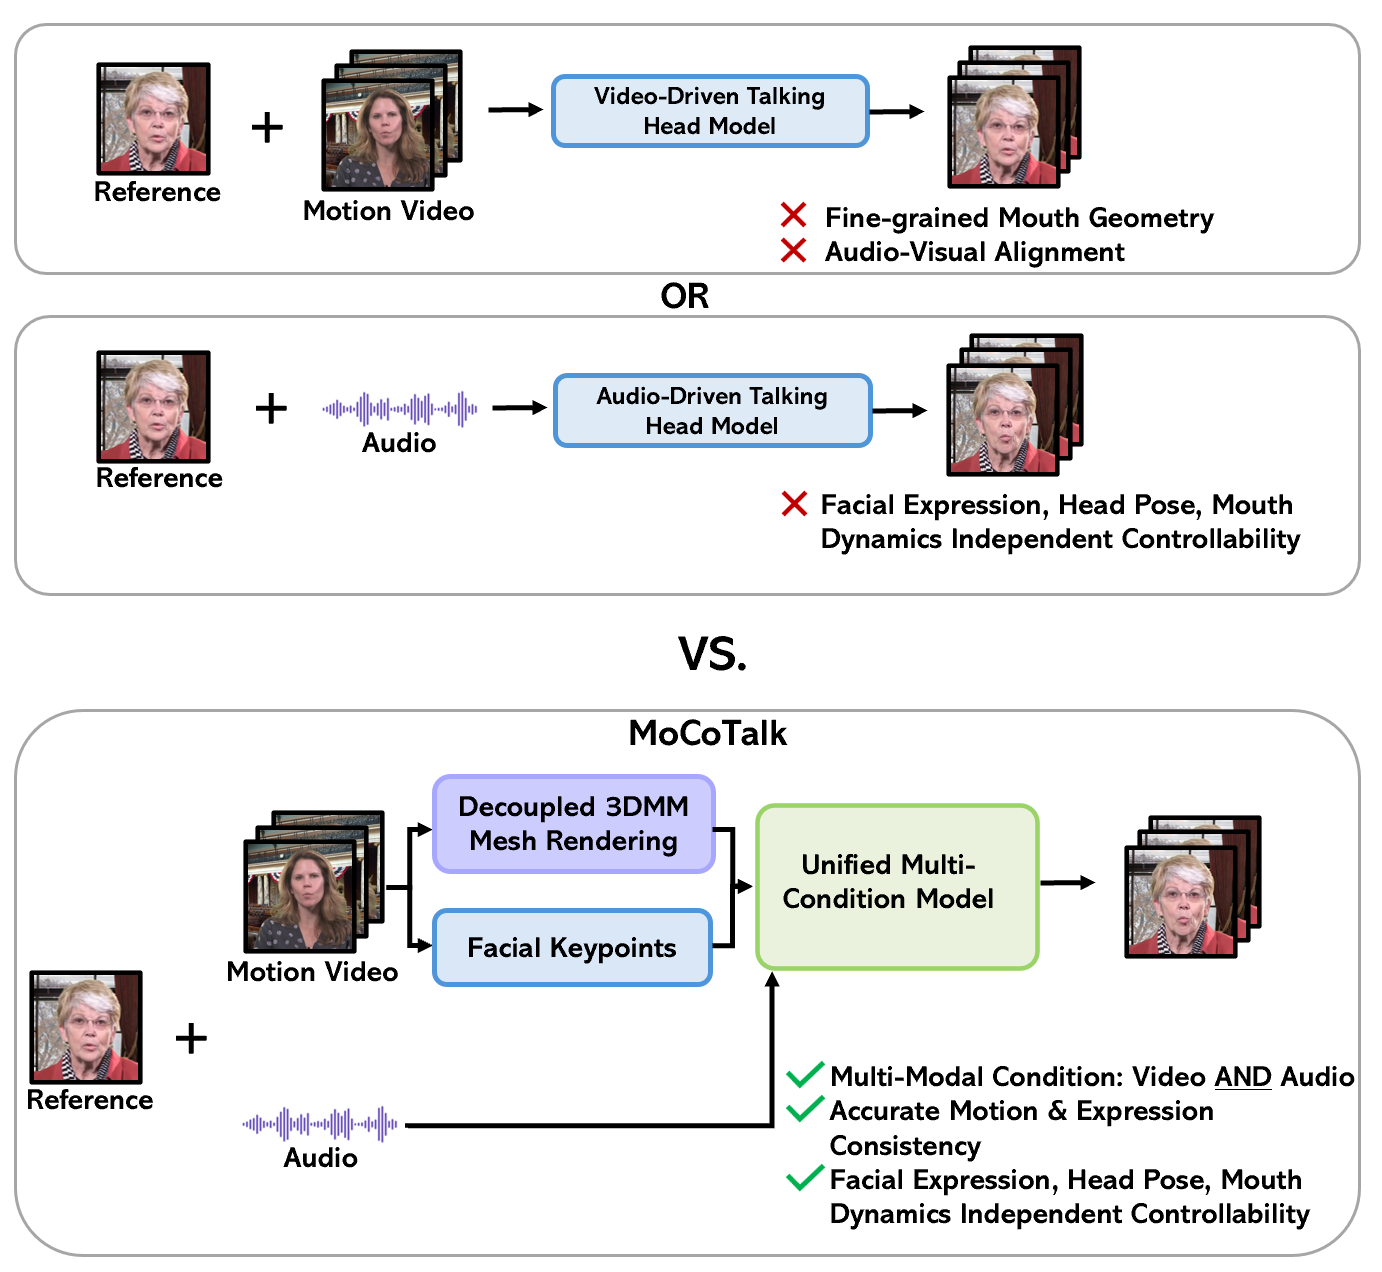 Reference
+
Motion Video
Video-Driven Talking
Head Model
Fine-grained Mouth Geometry
Audio-Visual Alignment
OR
Reference
+
Audio
Audio-Driven Talking
Head Model
Facial Expression, Head Pose, Mouth
Dynamics Independent Controllability
VS.
MoCoTalk
Reference
+
Motion Video
Audio
Decoupled 3DMM
Mesh Rendering
Facial Keypoints
Unified Multi-
Condition Model
Multi-Modal Condition: Video AND Audio
Accurate Motion & Expression
Consistency
Facial Expression, Head Pose, Mouth
Dynamics Independent Controllability